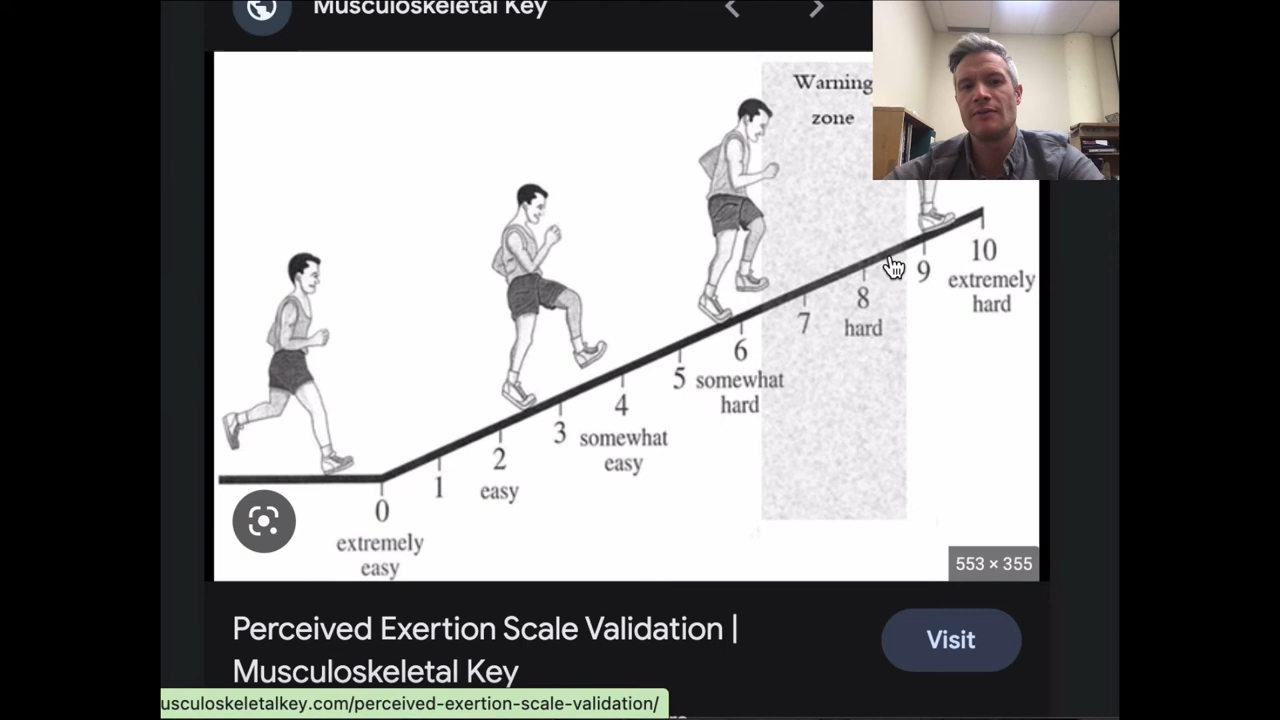 Musculoskeletal Key
Warning
zone
0
extremely
easy
1
2
easy
3
4
somewhat
easy
5
6
somewhat
hard
7
8
hard
9
10
extremely
hard
553 × 355
Perceived Exertion Scale Validation |
Musculoskeletal Key
Visit
usculoskeletalkey.com/perceived-exertion-scale-validation/